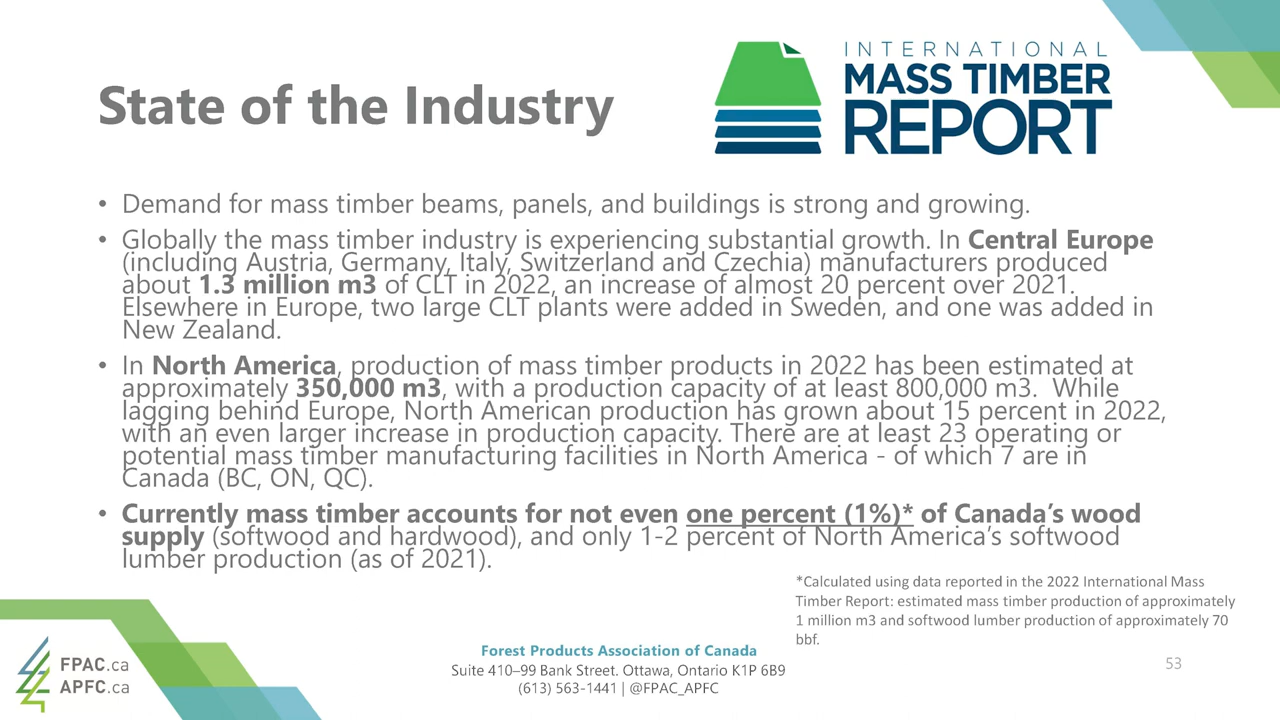 INTERNATIONAL
MASS TIMBER
REPORT
State of the Industry
• Demand for mass timber beams, panels, and buildings is strong and growing.
• Globally the mass timber industry is experiencing substantial growth. In Central Europe
(including Austria, Germany, Italy, Switzerland and Czechia) manufacturers produced
about 1.3 million m3 of CLT in 2022, an increase of almost 20 percent over 2021.
Elsewhere in Europe, two large CLT plants were added in Sweden, and one was added in
New Zealand.
• In North America, production of mass timber products in 2022 has been estimated at
approximately 350,000 m3, with a production capacity of at least 800,000 m3.  While
lagging behind Europe, North American production has grown about 15 percent in 2022,
with an even larger increase in production capacity. There are at least 23 operating or
potential mass timber manufacturing facilities in North America - of which 7 are in
Canada (BC, ON, QC).
• Currently mass timber accounts for not even one percent (1%)* of Canada’s wood
supply (softwood and hardwood), and only 1-2 percent of North America’s softwood
lumber production (as of 2021).
*Calculated using data reported in the 2022 International Mass
Timber Report: estimated mass timber production of approximately
1 million m3 and softwood lumber production of approximately 70
bbf.
FPAC.ca
APFC.ca
Forest Products Association of Canada
Suite 410–99 Bank Street. Ottawa, Ontario K1P 6B9
(613) 563-1441 | @FPAC_APFC
53